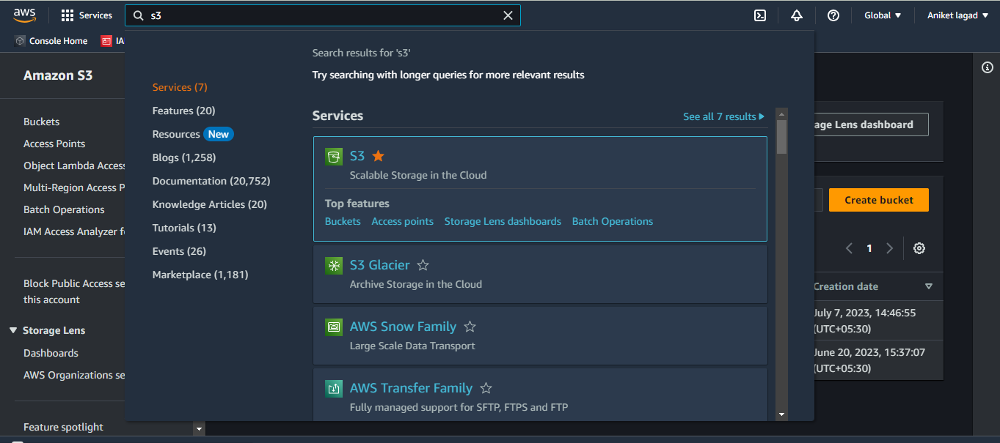 aws
Services
s3
Global
Aniket lagad
Console Home
IA
Amazon S3
Buckets
Access Points
Object Lambda Access
Multi-Region Access P
Batch Operations
IAM Access Analyzer fo
Block Public Access se
this account
Storage Lens
Dashboards
AWS Organizations se
Feature spotlight
Services (7)
Features (20)
Resources New
Blogs (1,258)
Documentation (20,752)
Knowledge Articles (20)
Tutorials (13)
Events (26)
Marketplace (1,181)
Search results for 's3'
Try searching with longer queries for more relevant results
Services
See all 7 results
S3
Scalable Storage in the Cloud
Top features
Buckets Access points Storage Lens dashboards Batch Operations
S3 Glacier
Archive Storage in the Cloud
AWS Snow Family
Large Scale Data Transport
AWS Transfer Family
Fully managed support for SFTP, FTPS and FTP
age Lens dashboard
Create bucket
1
Creation date
July 7, 2023, 14:46:55
(UTC+05:30)
June 20, 2023, 15:37:07
(UTC+05:30)